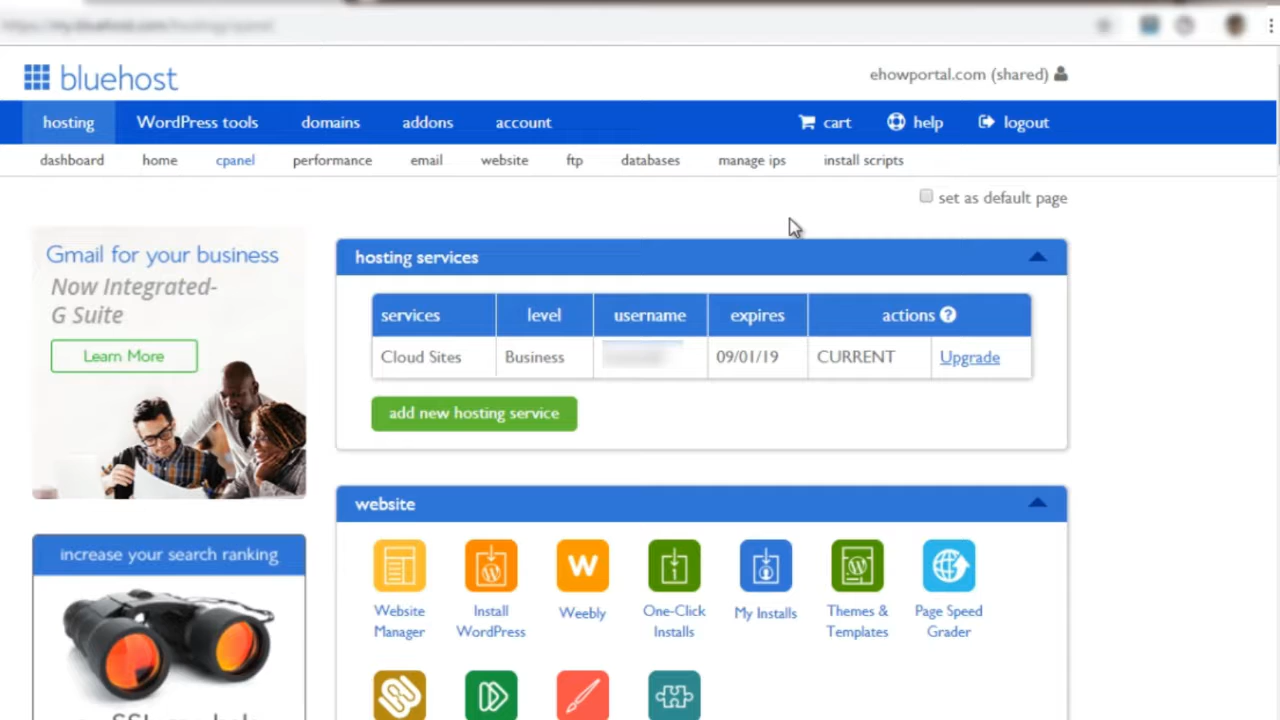 bluehost
ehowportal.com (shared)
hosting WordPress tools domains addons account cart help logout
dashboard home cpanel performance email website ftp databases manage ips install scripts
set as default page
Gmail for your business
Now Integrated-
G Suite
Learn More
increase your search ranking
hosting services
services level username expires actions ?
Cloud Sites Business 09/01/19 CURRENT Upgrade
add new hosting service
website
W
Website
Manager
Install
WordPress
Weebly
One-Click
Installs
My Installs
Themes &
Templates
Page Speed
Grader